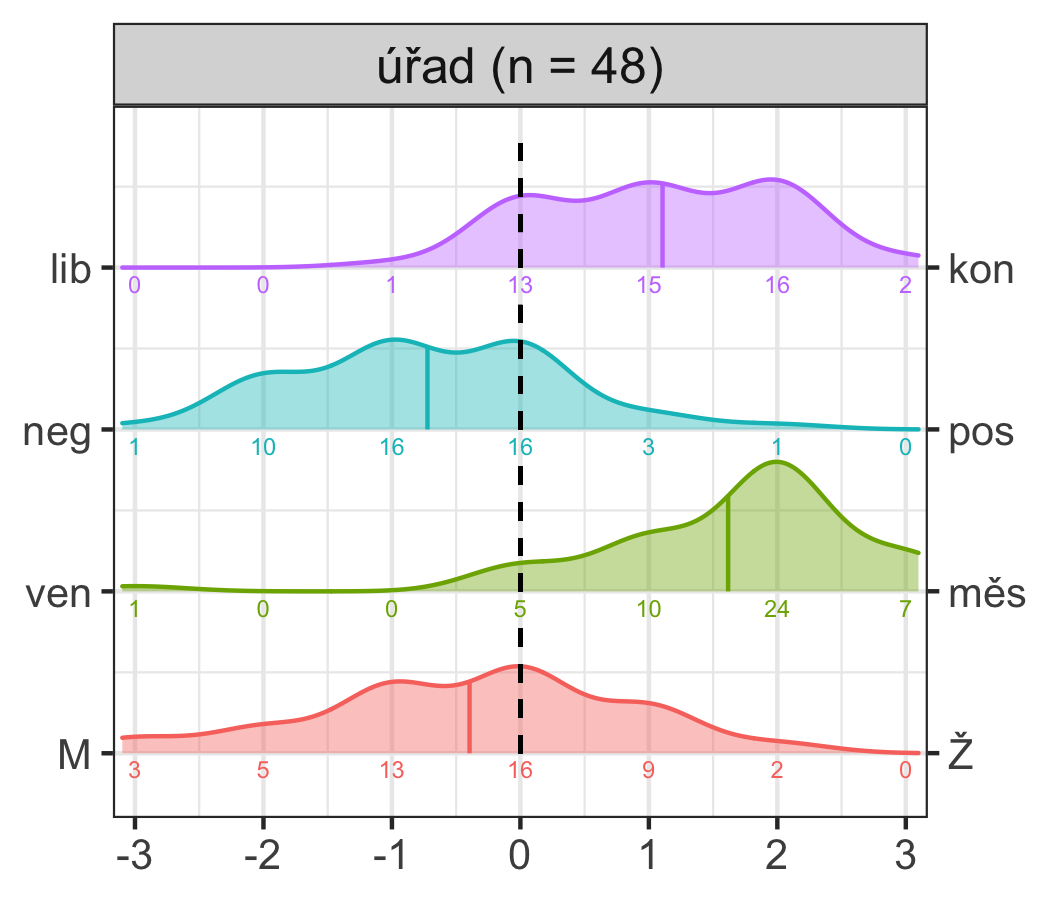 úřad (n = 48)
lib kon
0 0 1 13 15 16 2
neg pos
1 10 16 16 3 1 0
ven měs
1 0 0 5 10 24 7
M Ž
3 5 13 16 9 2 0
-3 -2 -1 0 1 2 3